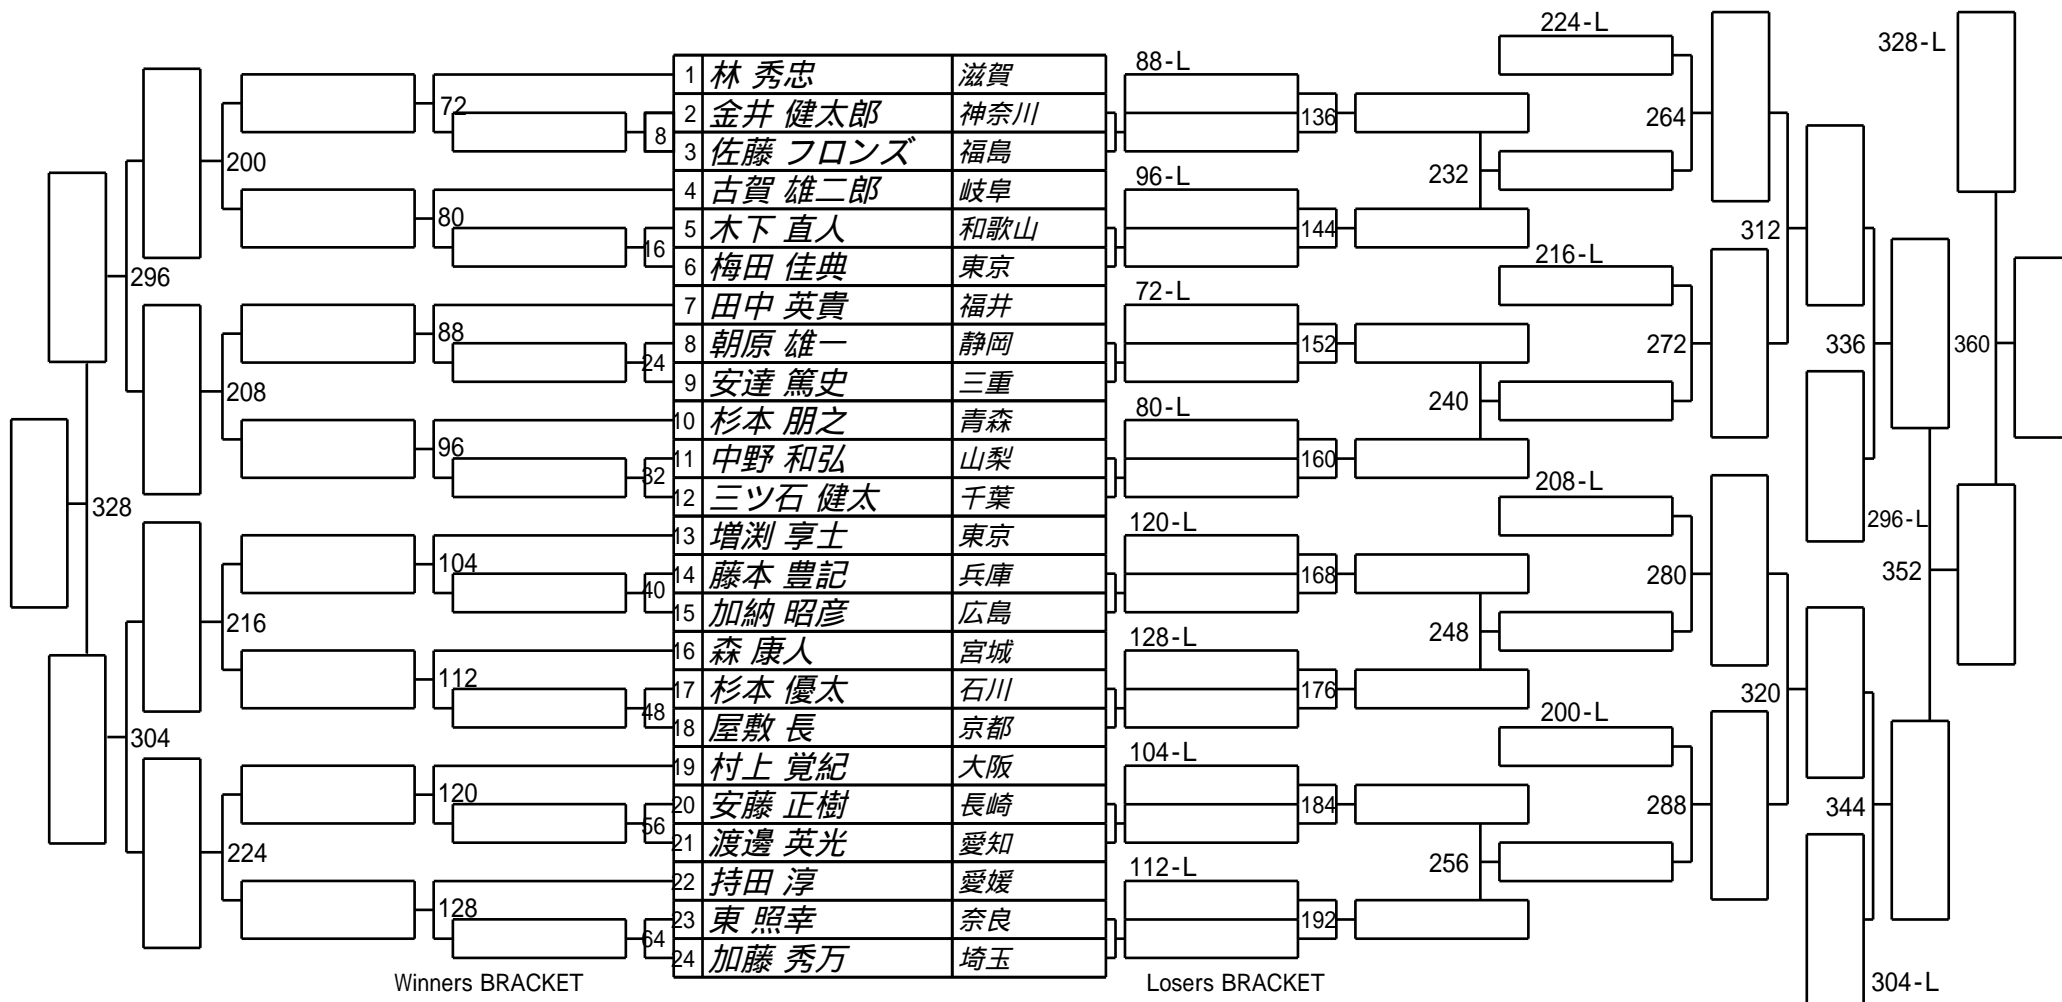 224-L
328-L
88-L
1 林 秀忠 滋賀
72
2 金井 健太郎 神奈川
136
264
8
3 佐藤 フロンズ 福島
200
232
96-L
4 古賀 雄二郎 岐阜
80
5 木下 直人 和歌山
144
312
16
6 梅田 佳典 東京
216-L
296
72-L
7 田中 英貴 福井
88
8 朝原 雄一 静岡
152
272
336
360
24
9 安達 篤史 三重
208
240
80-L
10 杉本 朋之 青森
96
11 中野 和弘 山梨
160
32
12 三ツ石 健太 千葉
208-L
328
120-L
296-L
13 増渕 享士 東京
104
14 藤本 豊記 兵庫
168
280
352
40
15 加納 昭彦 広島
216
248
128-L
16 森 康人 宮城
112
17 杉本 優太 石川
176
320
48
18 屋敷 長 京都
200-L
304
104-L
19 村上 覚紀 大阪
120
20 安藤 正樹 長崎
184
288
344
56
21 渡邊 英光 愛知
224
256
112-L
22 持田 淳 愛媛
128
23 東 照幸 奈良
192
64
24 加藤 秀万 埼玉
Winners BRACKET
Losers BRACKET
304-L